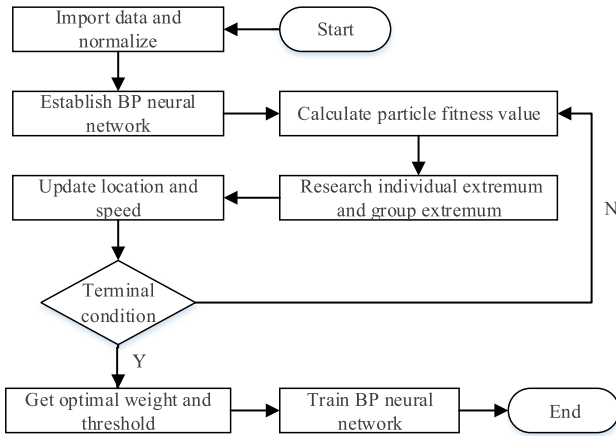 Import data and
normalize
Start
Establish BP neural
network
Calculate particle fitness value
Update location and
speed
Research individual extremum
and group extremum
N
Terminal
condition
Y
Get optimal weight and
threshold
Train BP neural
network
End